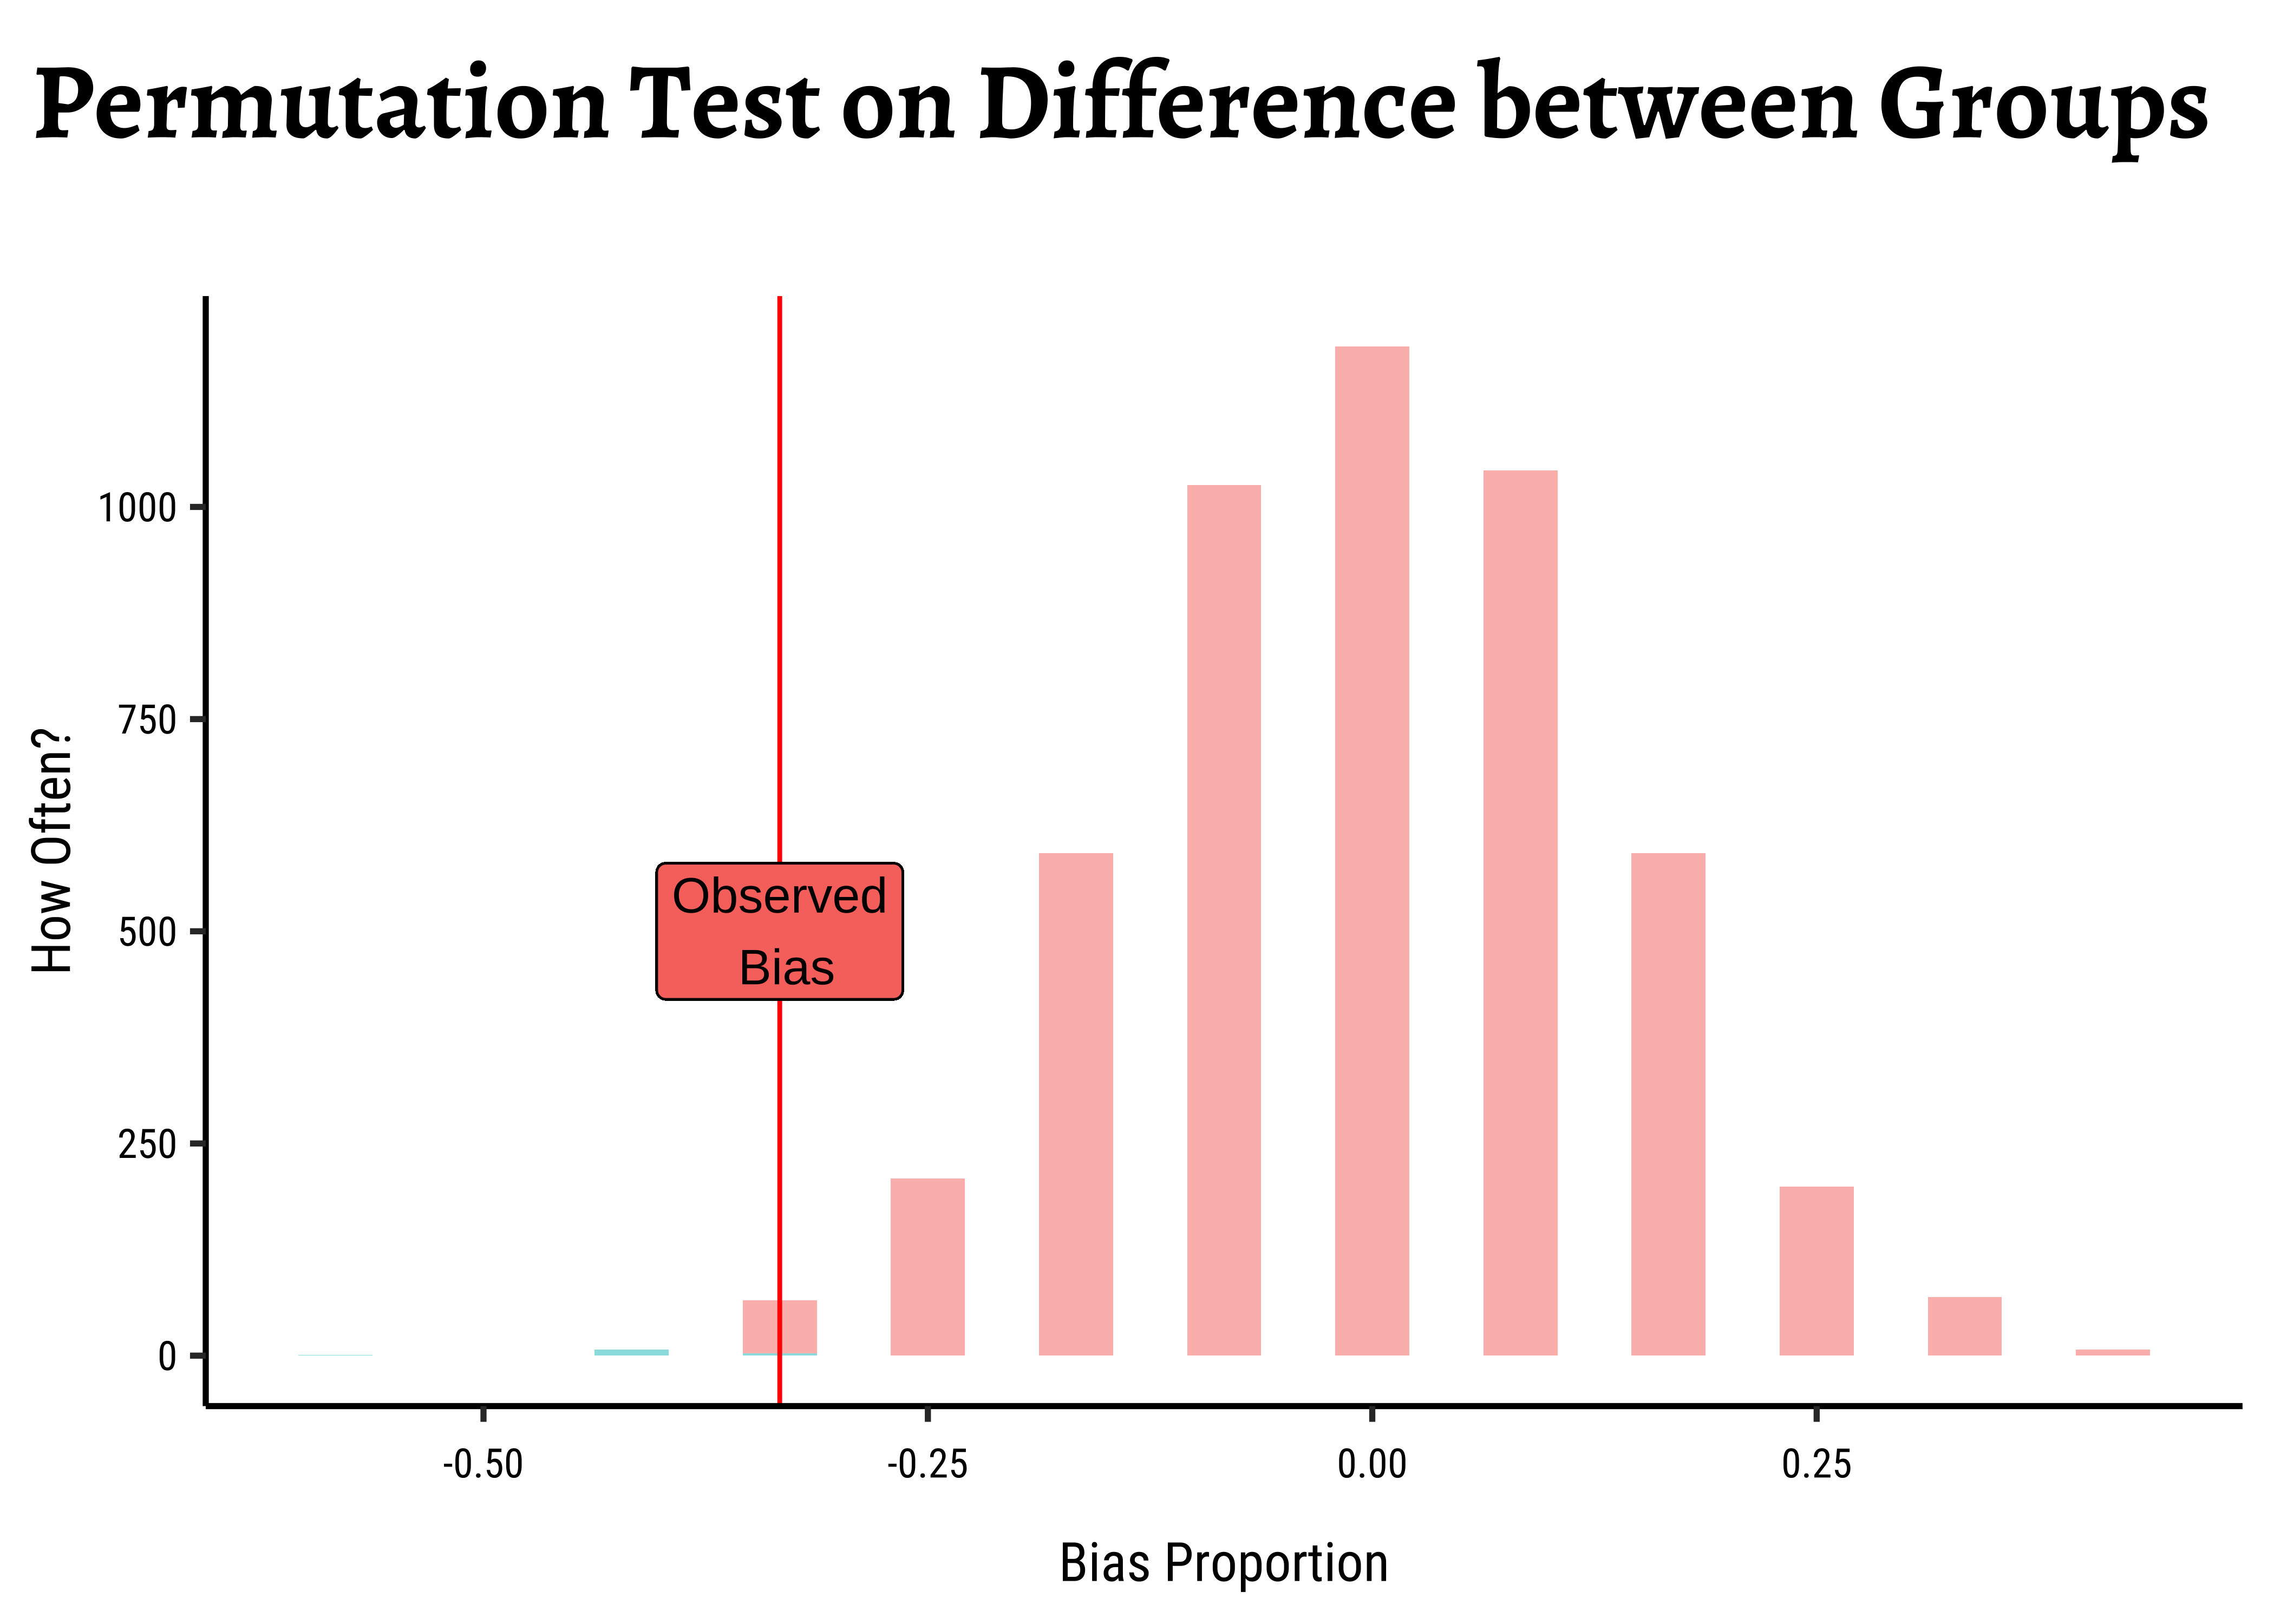 Permutation Test on Difference between Groups
How Often?
1000
750
500
250
0
Observed
Bias
-0.50
-0.25
0.00
0.25
Bias Proportion